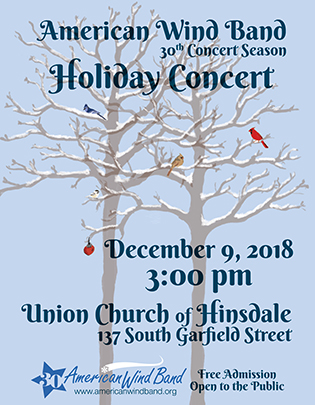 American Wind Band
30th Concert Season
Holiday Concert
December 9, 2018
3:00 pm
Union Church of Hinsdale
137 South Garfield Street
30 American Wind Band
www.americanwindband.org
Free Admission
Open to the Public